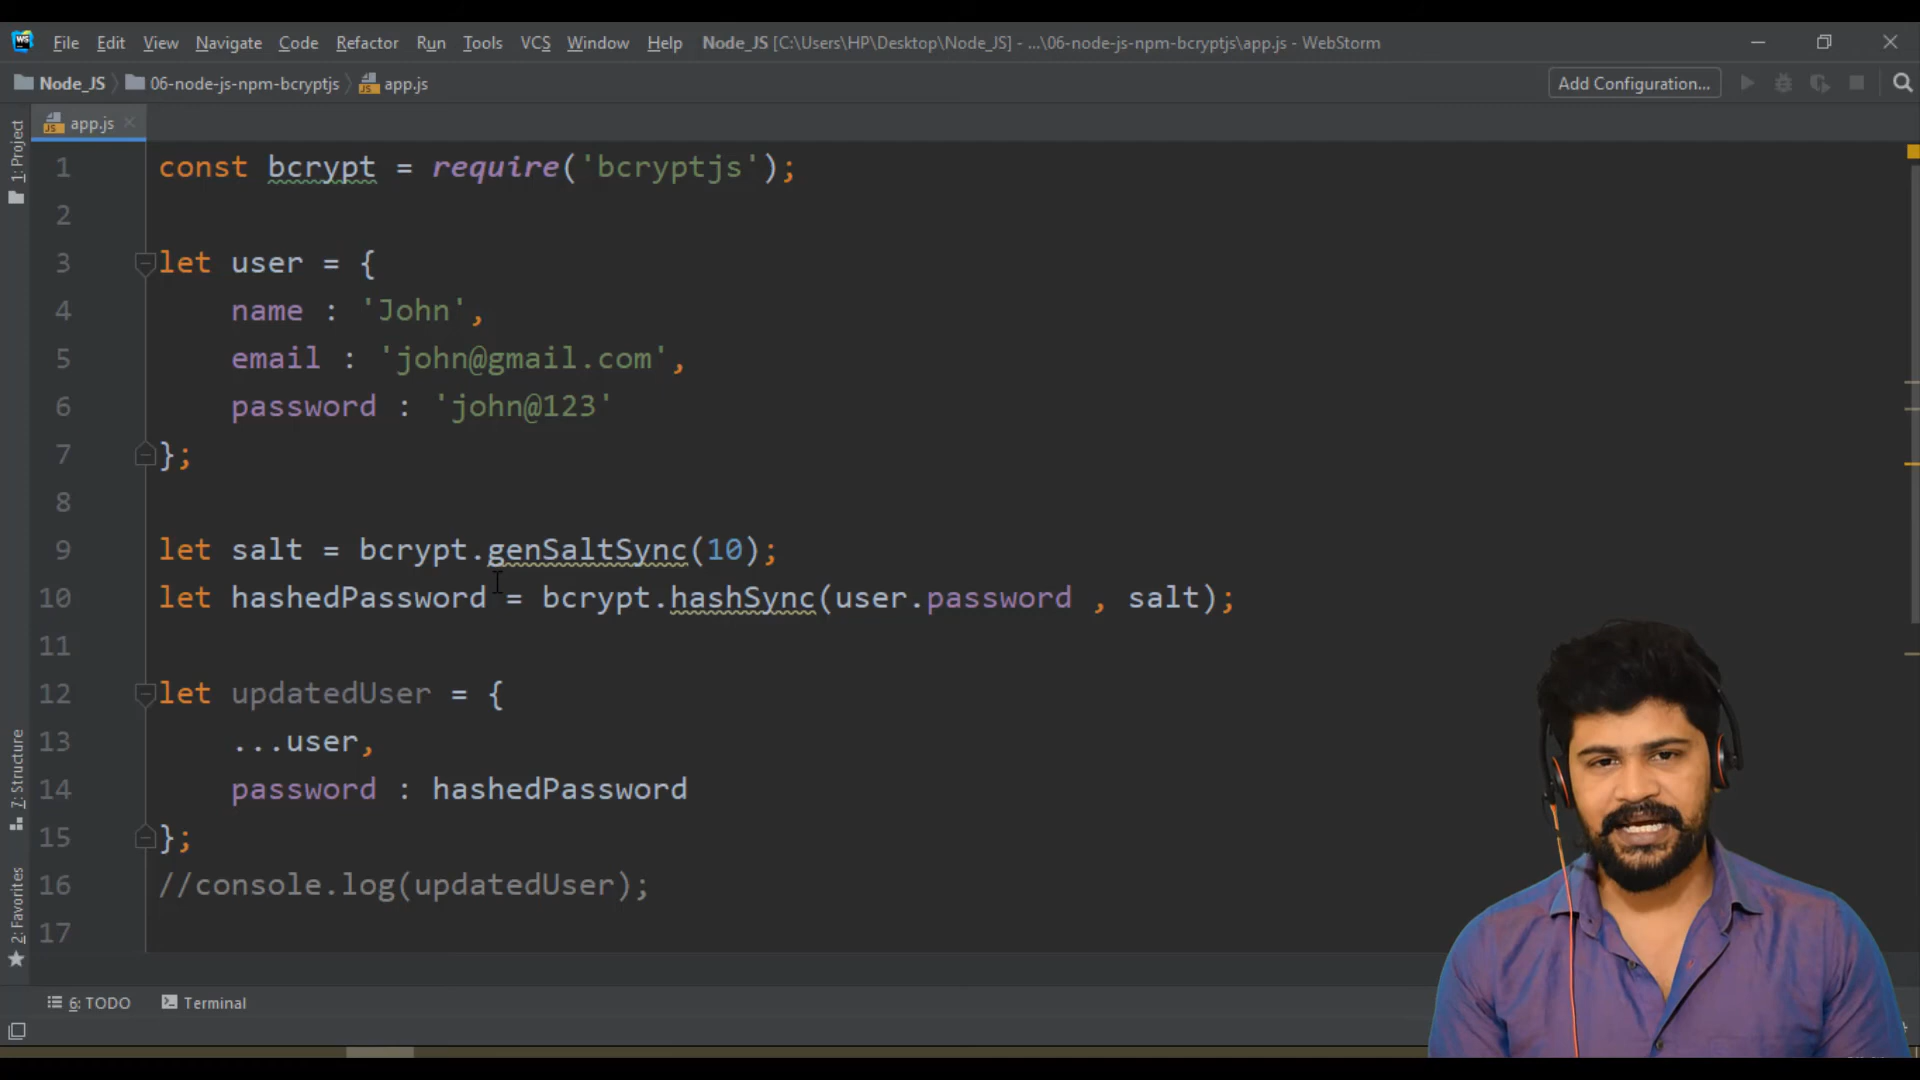 WS File Edit View Navigate Code Refactor Run Tools VCS Window Help Node_JS [C:\Users\HP\Desktop\Node_JS] - ...\06-node-js-npm-bcryptjs\app.js - WebStorm
Node_JS 06-node-js-npm-bcryptjs app.js Add Configuration...
app.js
1: Project
1 const bcrypt = require('bcryptjs');
2
3 let user = {
4 name : 'John',
5 email : 'john@gmail.com',
6 password : 'john@123'
7 };
8
9 let salt = bcrypt.genSaltSync(10);
10 let hashedPassword = bcrypt.hashSync(user.password , salt);
11
12 let updatedUser = {
13 ...user,
14 password : hashedPassword
15 };
16 //console.log(updatedUser);
17
7: Structure
2: Favorites
6: TODO Terminal